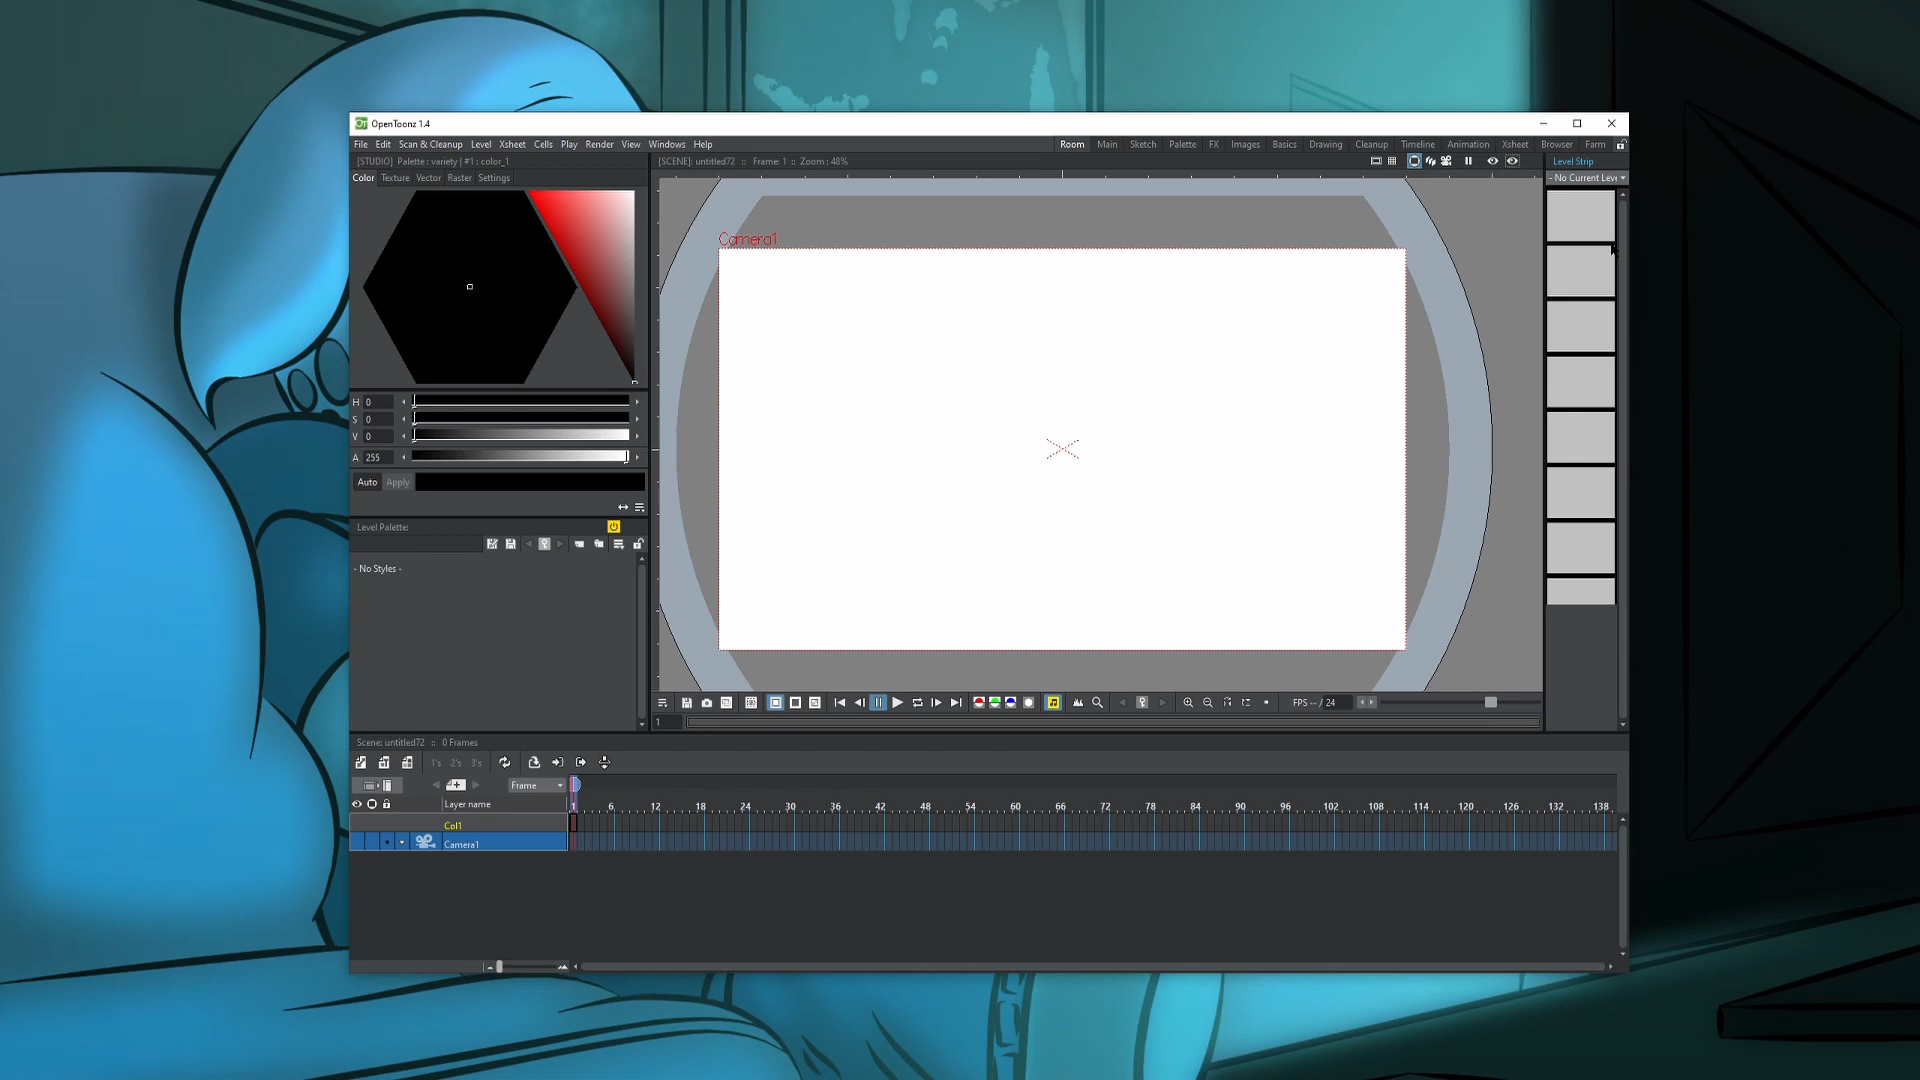 OpenToonz 1.4
File Edit Scan & Cleanup Level Xsheet Cells Play Render View Windows Help
Room Main Sketch Palette FX Images Basics Drawing Cleanup Timeline Animation Xsheet Browser Farm
[STUDIO] Palette : variety | #1 : color_1
[SCENE]: untitled72 :: Frame: 1 :: Zoom : 48%
Level Strip
Color Texture Vector Raster Settings
- No Current Leve
Camera1
H 0
S 0
V 0
A 255
Auto Apply
Level Palette:
- No Styles -
FPS -- / 24
1
Scene: untitled72 :: 0 Frames
1's 2's 3's
Frame
Layer name
1 6 12 18 24 30 36 42 48 54 60 66 72 78 84 90 96 102 108 114 120 126 132 138
Col1
Camera1